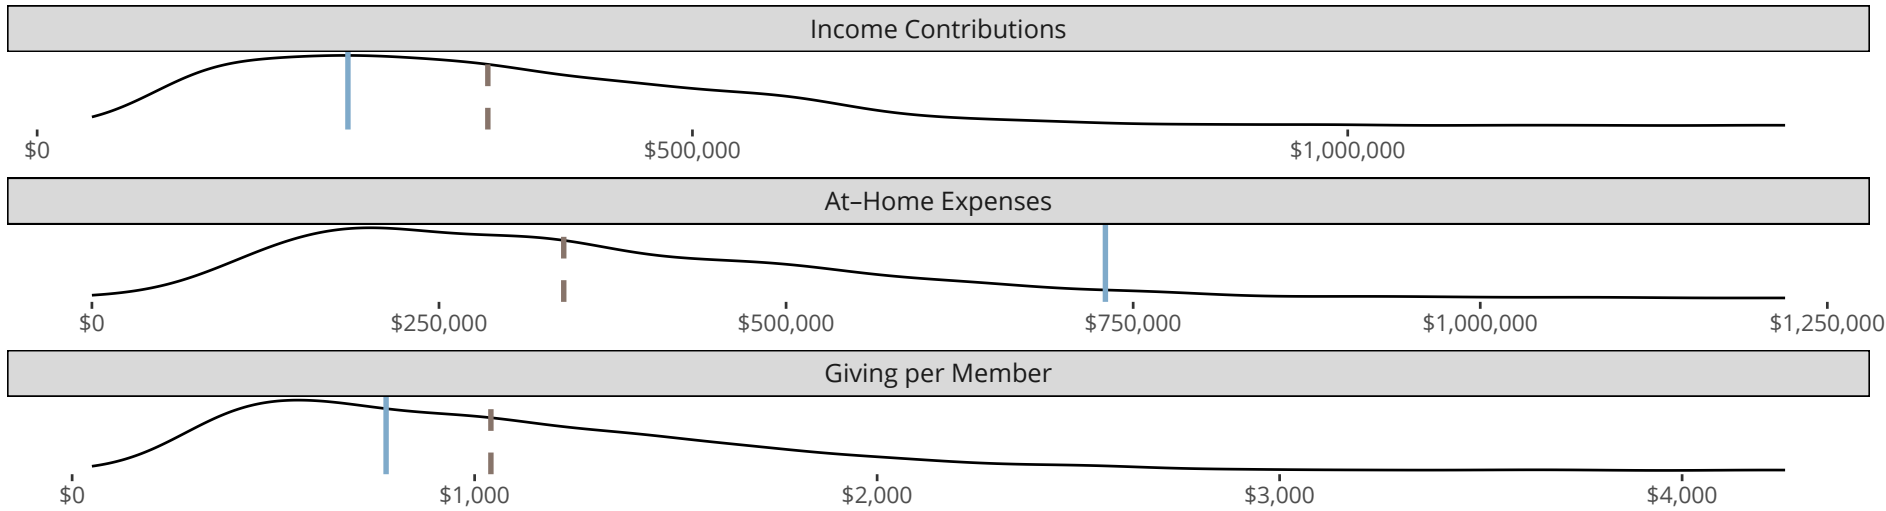 Income Contributions
$0 $500,000 $1,000,000
At–Home Expenses
$0 $250,000 $500,000 $750,000 $1,000,000 $1,250,000
Giving per Member
$0 $1,000 $2,000 $3,000 $4,000